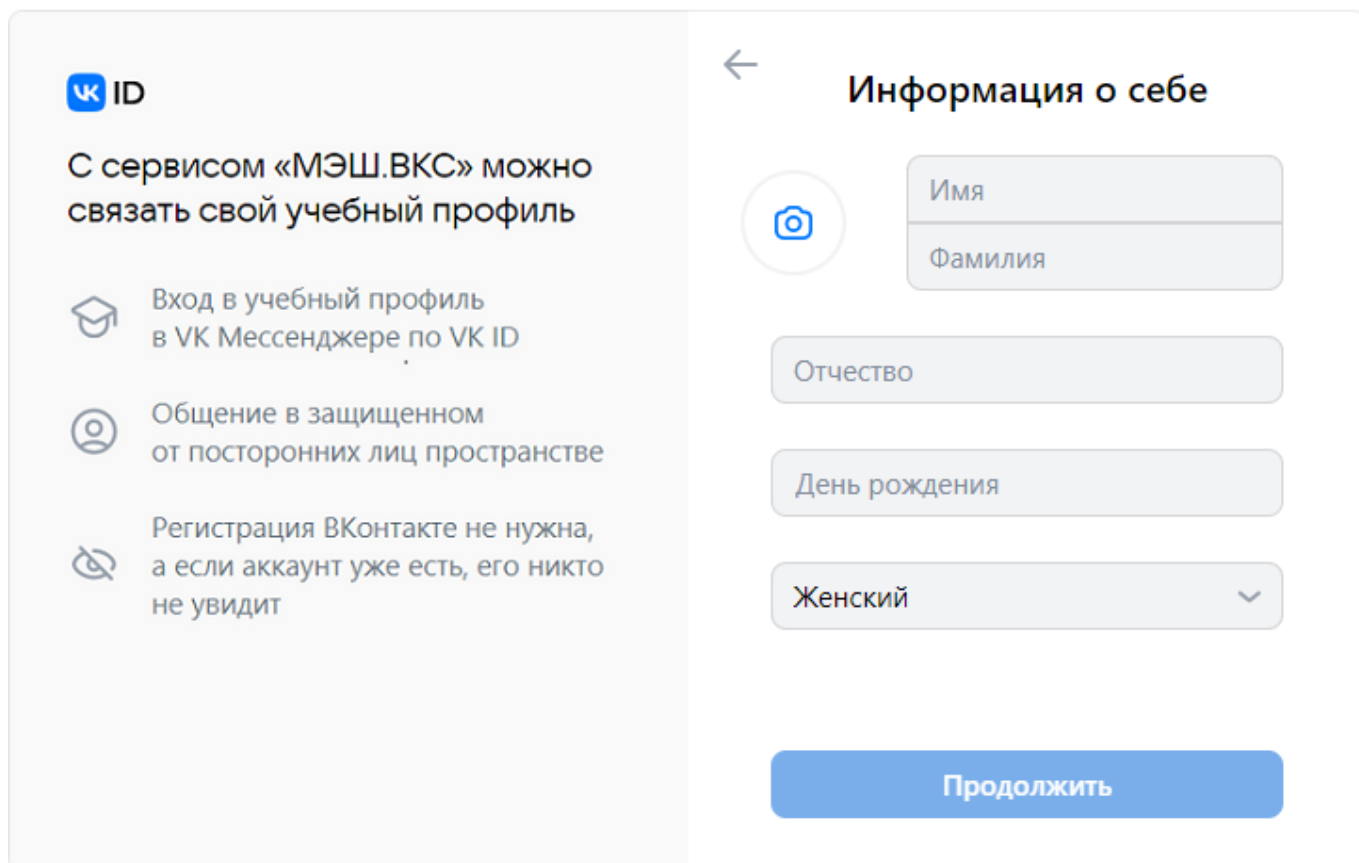 VK ID
С сервисом «МЭШ.ВКС» можно
связать свой учебный профиль
Вход в учебный профиль
в VK Мессенджере по VK ID
Общение в защищенном
от посторонних лиц пространстве
Регистрация ВКонтакте не нужна,
а если аккаунт уже есть, его никто
не увидит
Информация о себе
Имя
Фамилия
Отчество
День рождения
Женский
Продолжить